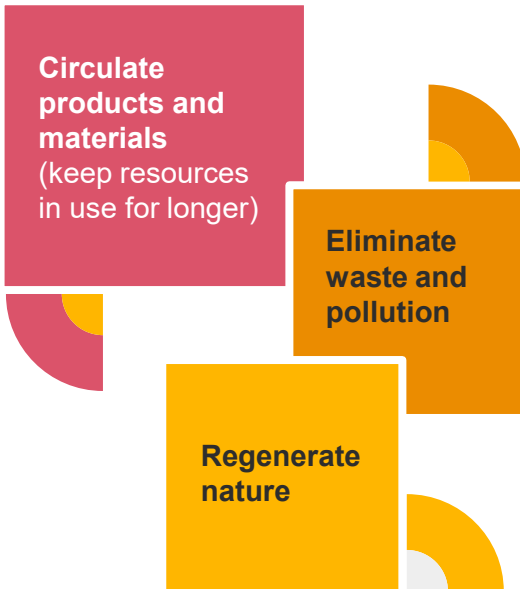 Circulate
products and
materials
(keep resources
in use for longer)
Eliminate
waste and
pollution
Regenerate
nature